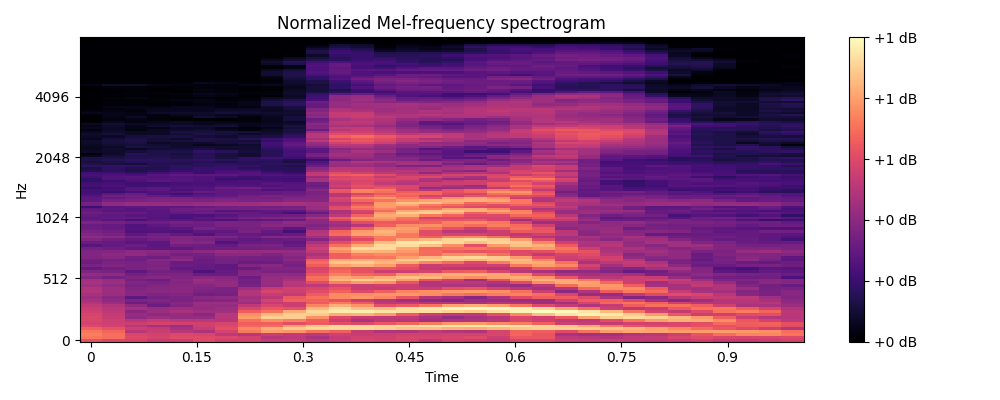 Normalized Mel-frequency spectrogram
Hz
4096
2048
1024
512
0
0 0.15 0.3 0.45 0.6 0.75 0.9
Time
+1 dB
+1 dB
+1 dB
+0 dB
+0 dB
+0 dB